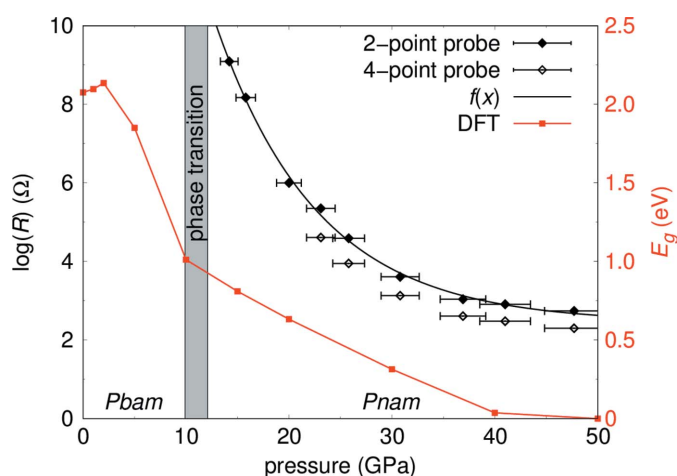 10
8
6
4
2
0
log(R) (Ω)
2.5
2.0
1.5
1.0
0.5
0
E_g (eV)
2−point probe
4−point probe
f(x)
DFT
phase transition
Pbam
Pnam
0
10
20
30
40
50
pressure (GPa)